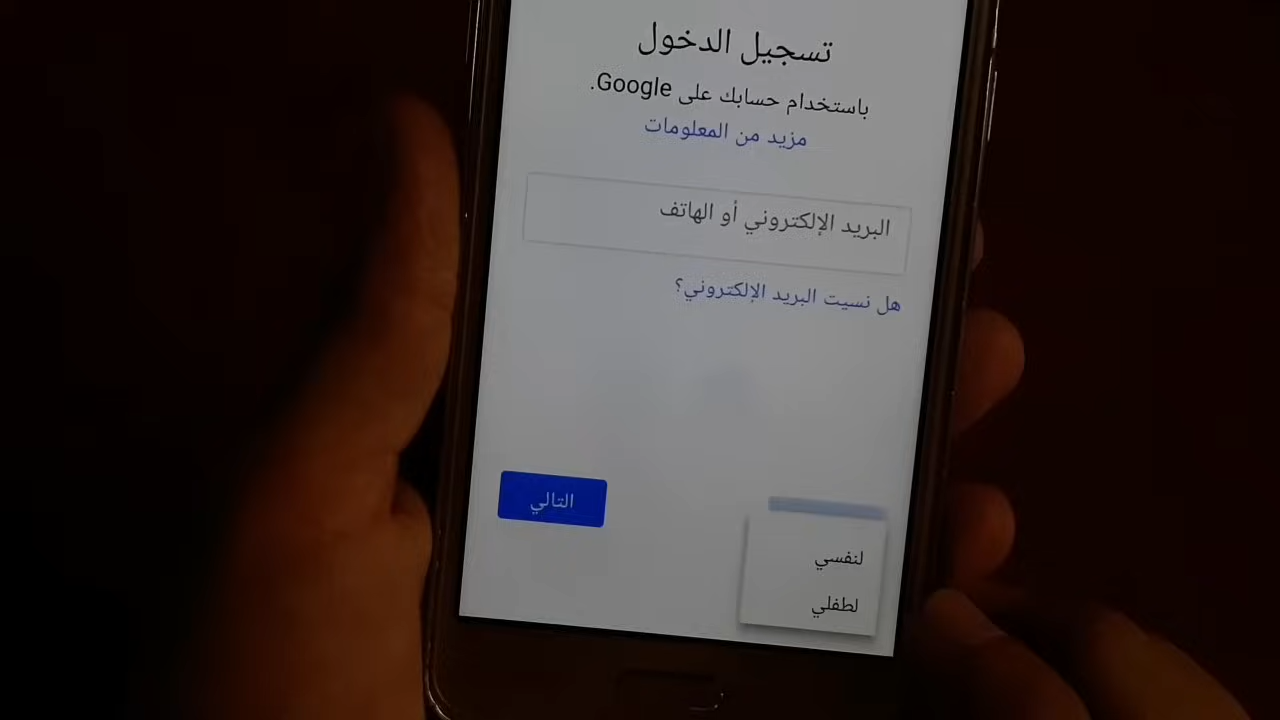 تسجيل الدخول
باستخدام حسابك على Google.
مزيد من المعلومات
البريد الإلكتروني أو الهاتف
هل نسيت البريد الإلكتروني؟
التالي
لنفسي
لطفلي